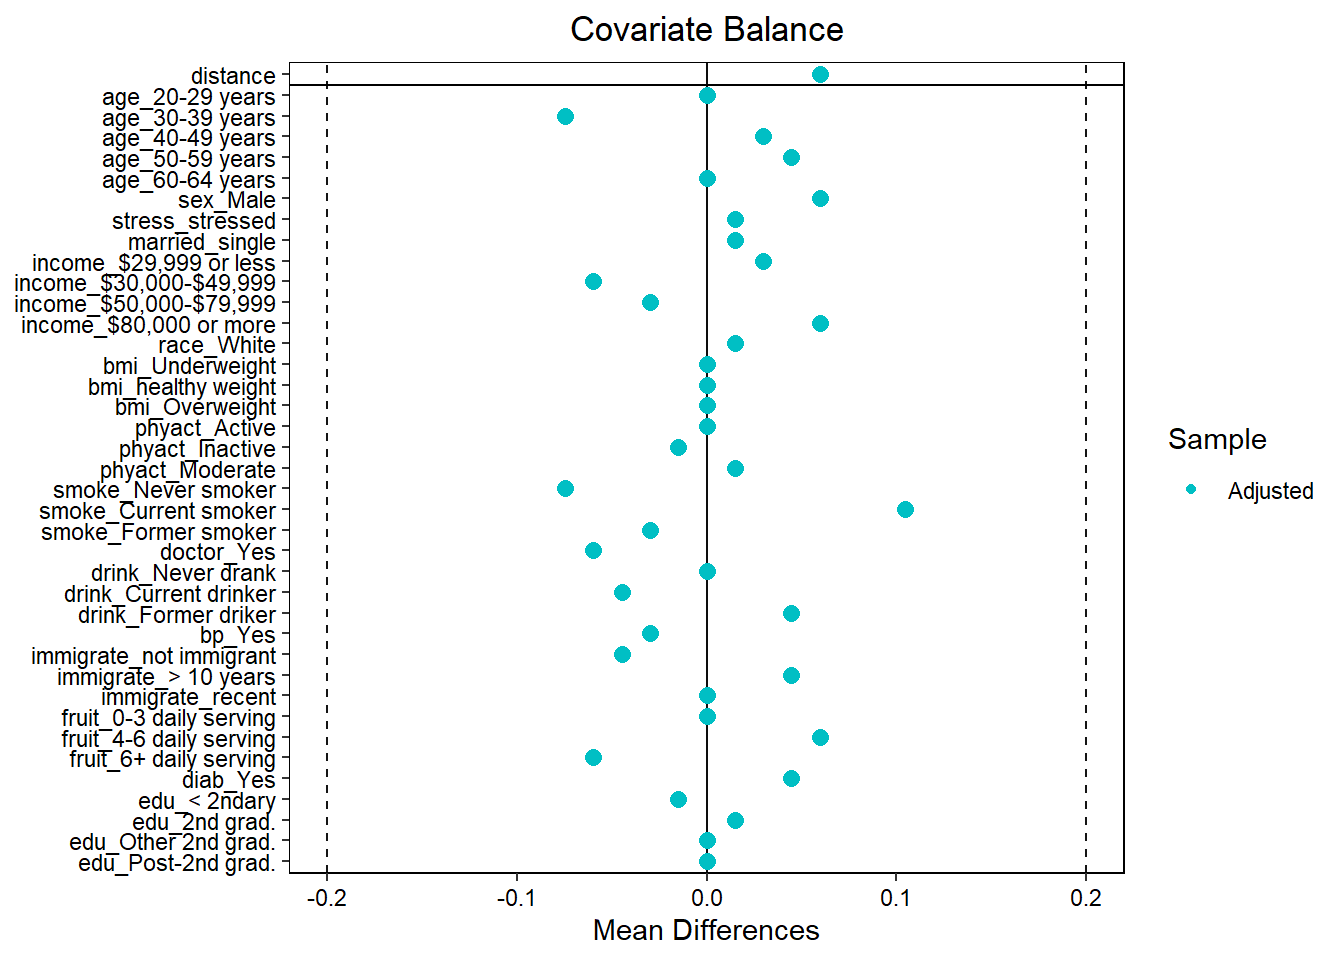 Covariate Balance
distance
age_20-29 years
age_30-39 years
age_40-49 years
age_50-59 years
age_60-64 years
sex_Male
stress_stressed
married_single
income_$29,999 or less
income_$30,000-$49,999
income_$50,000-$79,999
income_$80,000 or more
race_White
bmi_Underweight
bmi_healthy weight
bmi_Overweight
phyact_Active
phyact_Inactive
phyact_Moderate
smoke_Never smoker
smoke_Current smoker
smoke_Former smoker
doctor_Yes
drink_Never drank
drink_Current drinker
drink_Former driker
bp_Yes
immigrate_not immigrant
immigrate_> 10 years
immigrate_recent
fruit_0-3 daily serving
fruit_4-6 daily serving
fruit_6+ daily serving
diab_Yes
edu_< 2ndary
edu_2nd grad.
edu_Other 2nd grad.
edu_Post-2nd grad.
-0.2 -0.1 0.0 0.1 0.2
Mean Differences
Sample
Adjusted